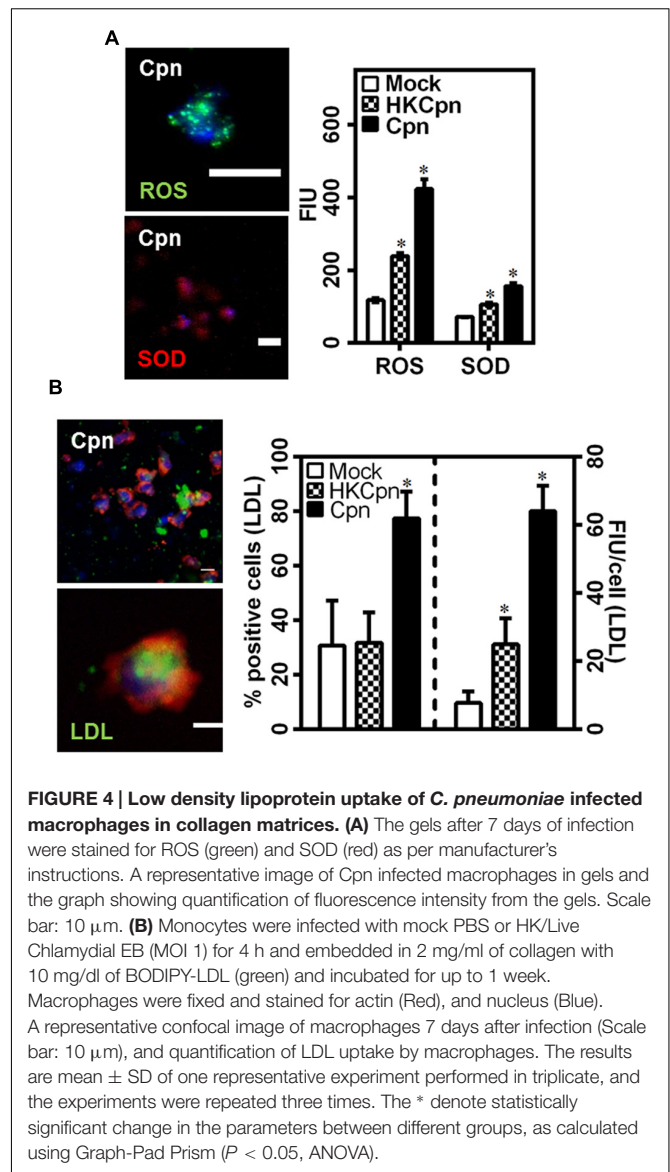 A
Cpn
ROS
Cpn
SOD
Mock
HKCpn
Cpn
FIU
600
400
200
0
*
*
*
*
ROS
SOD
B
Cpn
LDL
Mock
HKCpn
Cpn
% positive cells (LDL)
100
80
60
40
20
0
*
*
*
80
60
40
20
0
FIU/cell (LDL)
FIGURE 4 | Low density lipoprotein uptake of C. pneumoniae infected
macrophages in collagen matrices. (A) The gels after 7 days of infection
were stained for ROS (green) and SOD (red) as per manufacturer's
instructions. A representative image of Cpn infected macrophages in gels and
the graph showing quantification of fluorescence intensity from the gels. Scale
bar: 10 μm. (B) Monocytes were infected with mock PBS or HK/Live
Chlamydial EB (MOI 1) for 4 h and embedded in 2 mg/ml of collagen with
10 mg/dl of BODIPY-LDL (green) and incubated for up to 1 week.
Macrophages were fixed and stained for actin (Red), and nucleus (Blue).
A representative confocal image of macrophages 7 days after infection (Scale
bar: 10 μm), and quantification of LDL uptake by macrophages. The results
are mean ± SD of one representative experiment performed in triplicate, and
the experiments were repeated three times. The * denote statistically
significant change in the parameters between different groups, as calculated
using Graph-Pad Prism (P < 0.05, ANOVA).